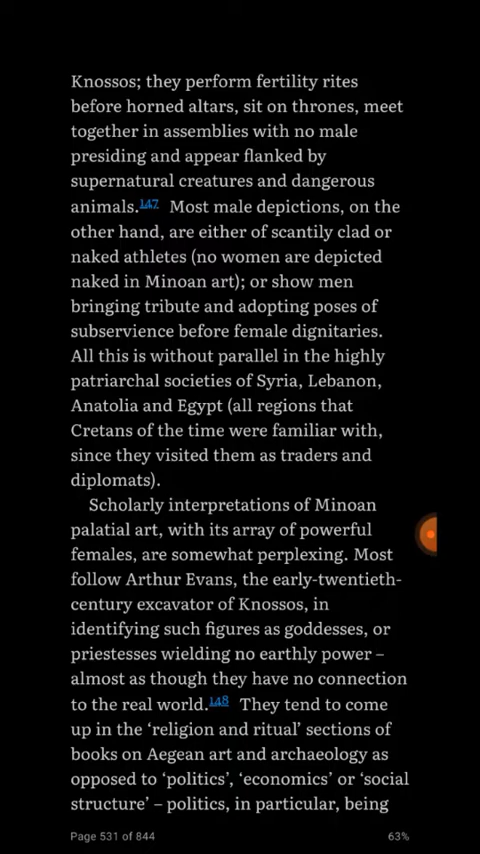 Knossos; they perform fertility rites
before horned altars, sit on thrones, meet
together in assemblies with no male
presiding and appear flanked by
supernatural creatures and dangerous
animals.147 Most male depictions, on the
other hand, are either of scantily clad or
naked athletes (no women are depicted
naked in Minoan art); or show men
bringing tribute and adopting poses of
subservience before female dignitaries.
All this is without parallel in the highly
patriarchal societies of Syria, Lebanon,
Anatolia and Egypt (all regions that
Cretans of the time were familiar with,
since they visited them as traders and
diplomats).
Scholarly interpretations of Minoan
palatial art, with its array of powerful
females, are somewhat perplexing. Most
follow Arthur Evans, the early-twentieth-
century excavator of Knossos, in
identifying such figures as goddesses, or
priestesses wielding no earthly power –
almost as though they have no connection
to the real world.148 They tend to come
up in the ‘religion and ritual’ sections of
books on Aegean art and archaeology as
opposed to ‘politics’, ‘economics’ or ‘social
structure’ – politics, in particular, being
Page 531 of 844 63%